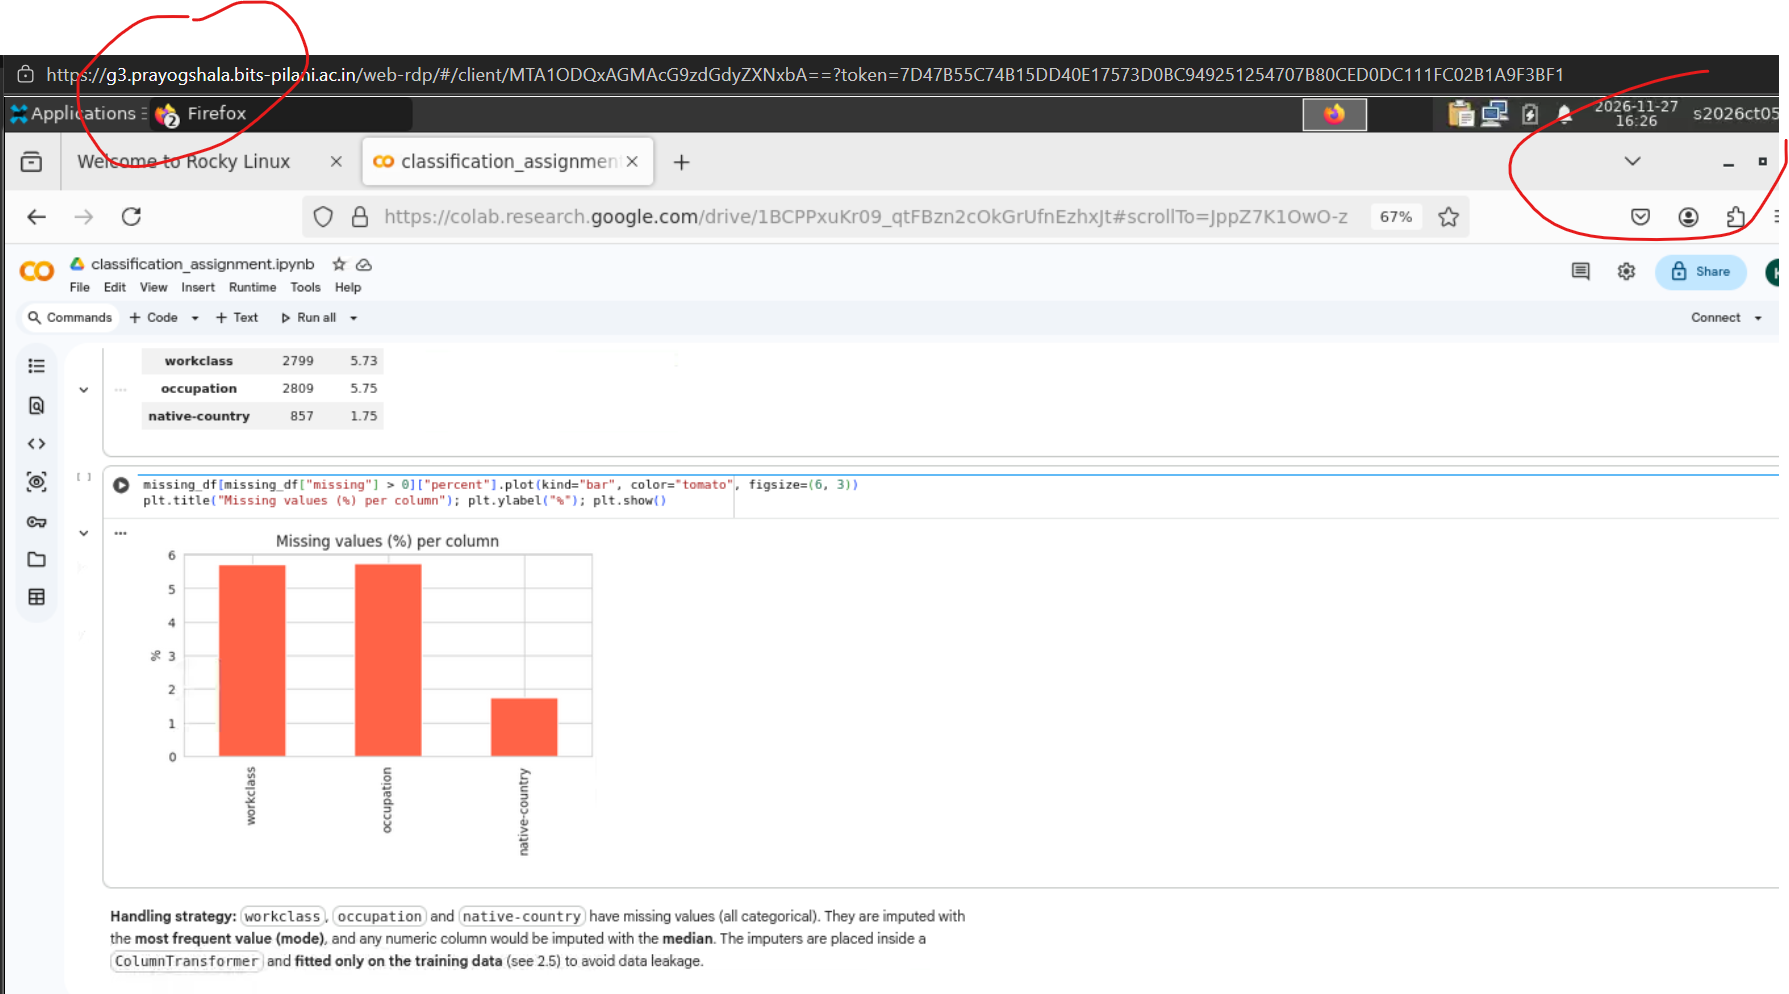 https://g3.prayogshala.bits-pilani.ac.in/web-rdp/#/client/MTA1ODQxAGMAcG9zdGdyZXNxbA==?token=7D47B55C74B15DD40E17573D0BC949251254707B80CED0DC111FC02B1A9F3BF1
Applications Firefox 2026-11-27 16:26 s2026ct05
2
Welcome to Rocky Linux classification_assignmen
https://colab.research.google.com/drive/1BCPPxuKr09_qtFBzn2cOkGrUfnEzhxJt#scrollTo=JppZ7K1OwO-z 67%
classification_assignment.ipynb
File Edit View Insert Runtime Tools Help
Share
Commands + Code + Text Run all Connect
workclass 2799 5.73
occupation 2809 5.75
native-country 857 1.75
[ ]
missing_df[missing_df["missing"] > 0]["percent"].plot(kind="bar", color="tomato", figsize=(6, 3))
plt.title("Missing values (%) per column"); plt.ylabel("%"); plt.show()
Missing values (%) per column
6
5
4
% 3
2
1
0
workclass
occupation
native-country
Handling strategy: workclass, occupation and native-country have missing values (all categorical). They are imputed with
the most frequent value (mode), and any numeric column would be imputed with the median. The imputers are placed inside a
ColumnTransformer and fitted only on the training data (see 2.5) to avoid data leakage.